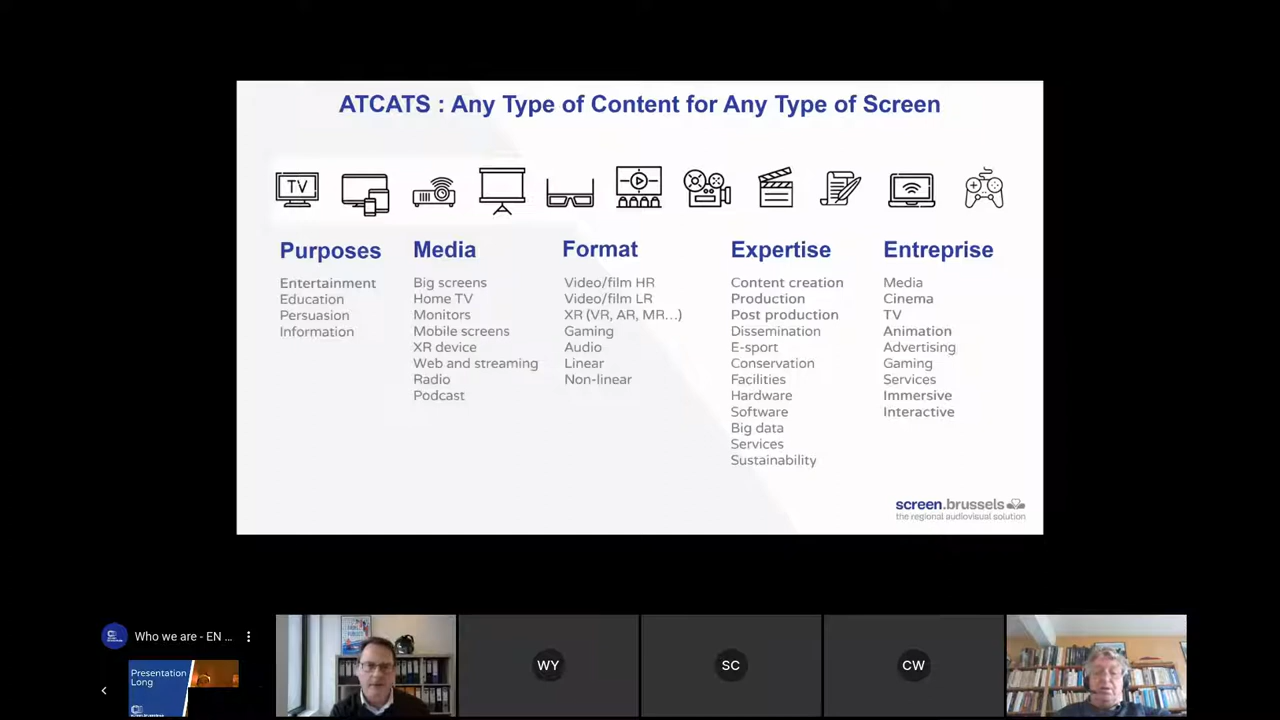 ATCATS : Any Type of Content for Any Type of Screen
TV
Purposes
Entertainment
Education
Persuasion
Information
Media
Big screens
Home TV
Monitors
Mobile screens
XR device
Web and streaming
Radio
Podcast
Format
Video/film HR
Video/film LR
XR (VR, AR, MR...)
Gaming
Audio
Linear
Non-linear
Expertise
Content creation
Production
Post production
Dissemination
E-sport
Conservation
Facilities
Hardware
Software
Big data
Services
Sustainability
Entreprise
Media
Cinema
TV
Animation
Advertising
Gaming
Services
Immersive
Interactive
screen.brussels
the regional audiovisual solution
Who we are - EN ...
Presentation
Long
WY
SC
CW